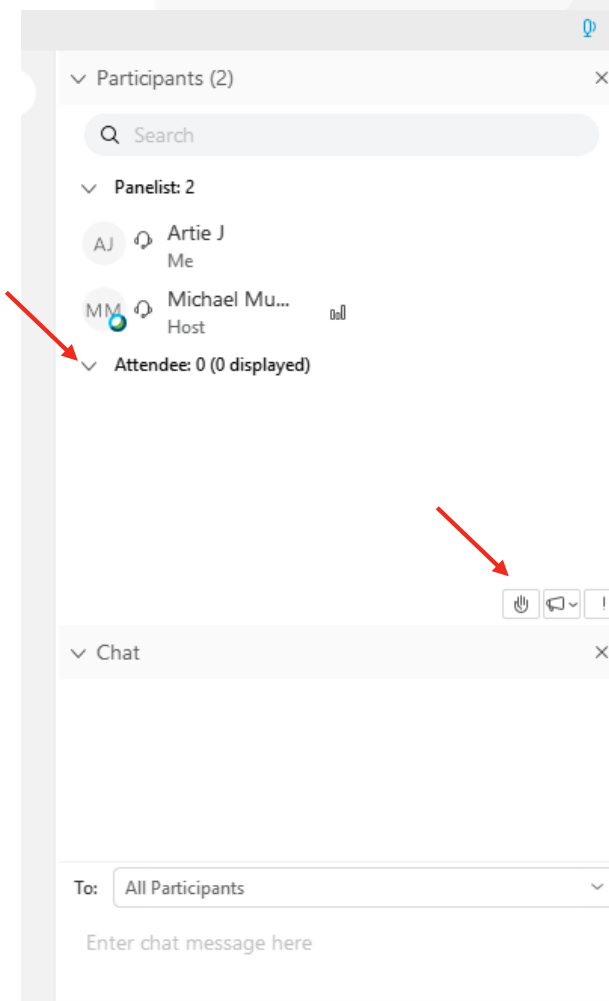 Participants (2)
Search
Panelist: 2
AJ
Artie J
Me
MM
Michael Mu...
Host
Attendee: 0 (0 displayed)
!
Chat
To: All Participants
Enter chat message here